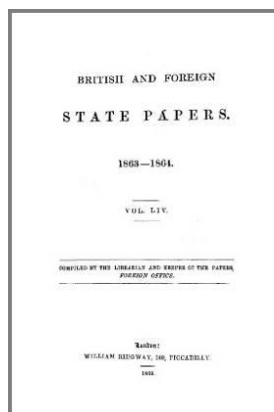 BRITISH AND FOREIGN
STATE PAPERS.
1863—1864.
VOL. LIV.
COMPILED BY THE LIBRARIAN AND KEEPER OF THE PAPERS,
FOREIGN OFFICE.
London:
WILLIAM RIDGWAY, 169, PICCADILLY.